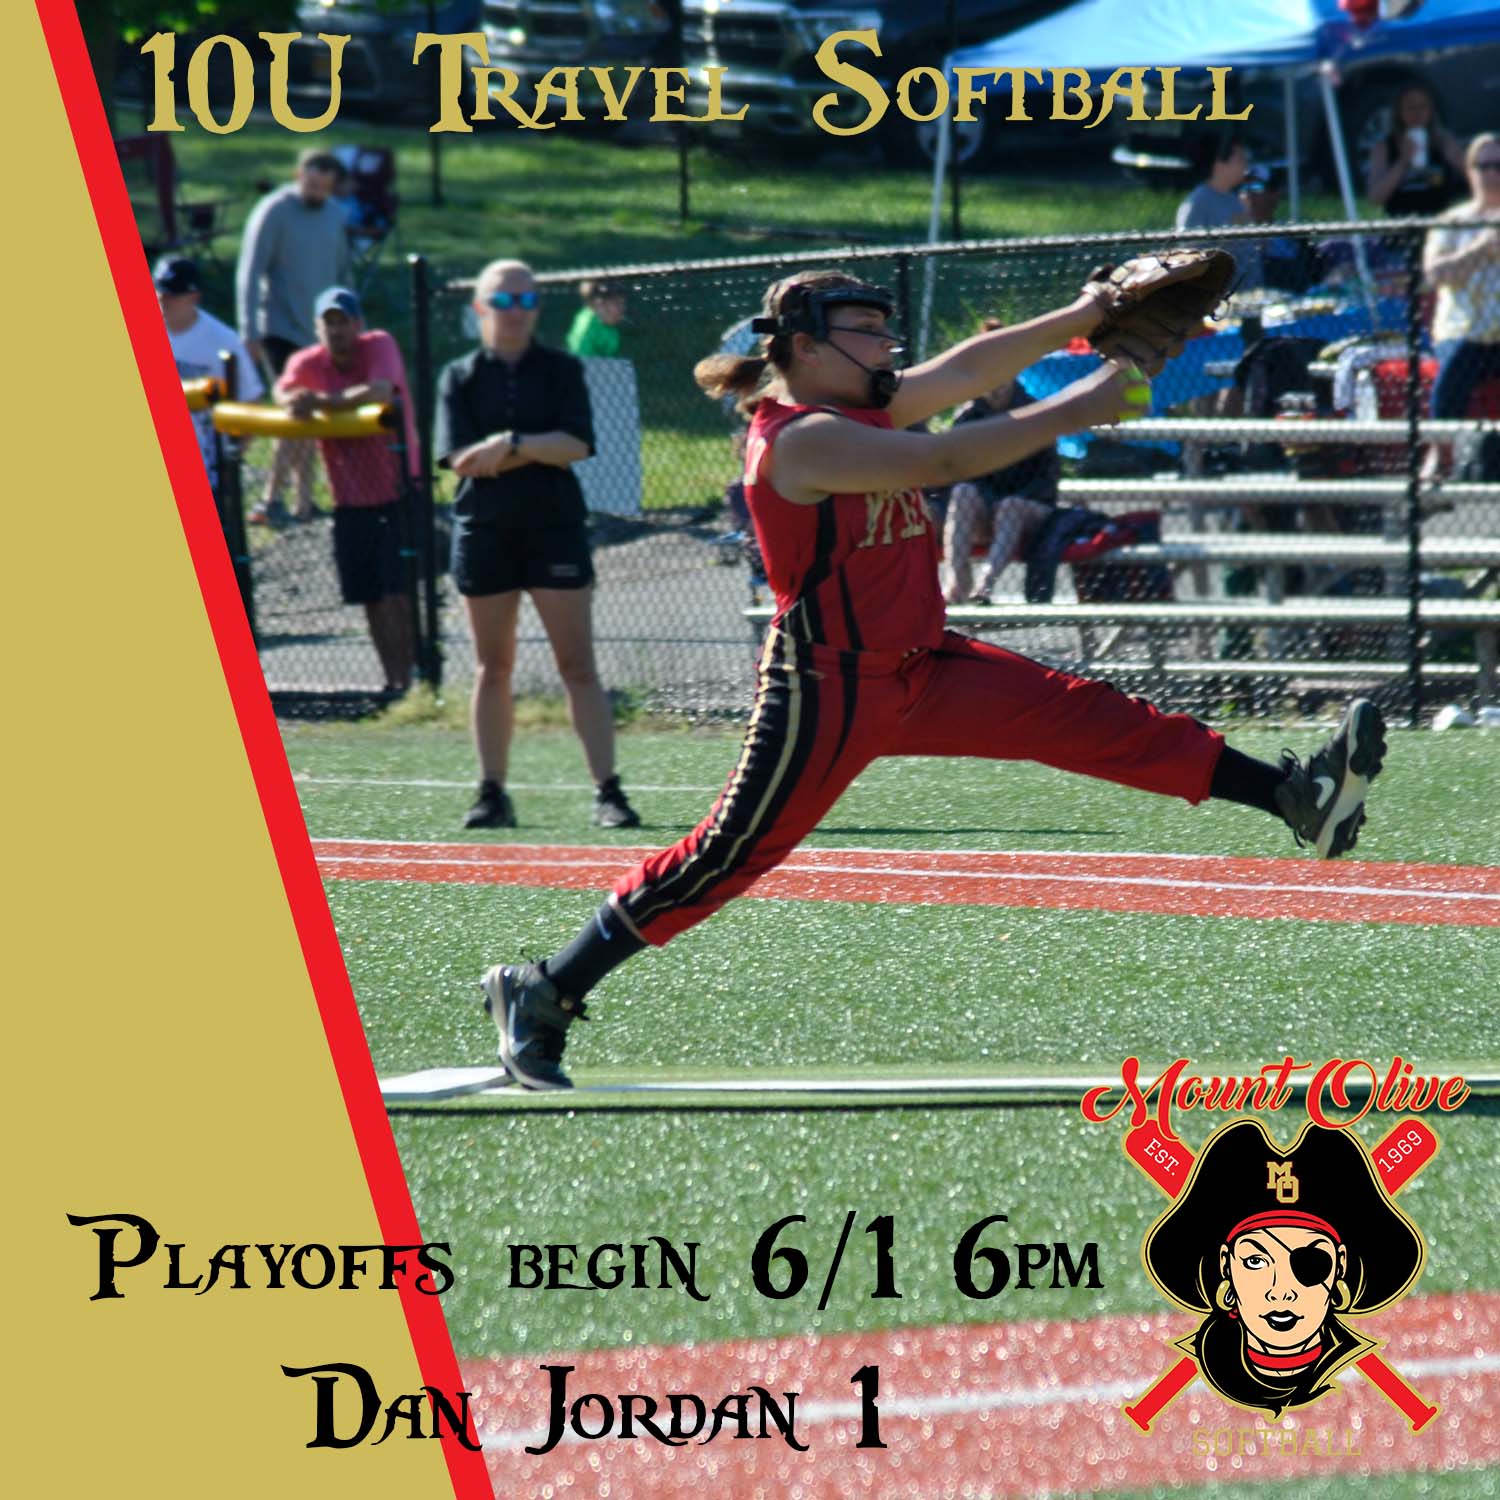 10U Travel Softball
Mount Olive
EST. 1969
MO
Playoffs begin 6/1 6pm
Dan Jordan 1
SOFTBALL